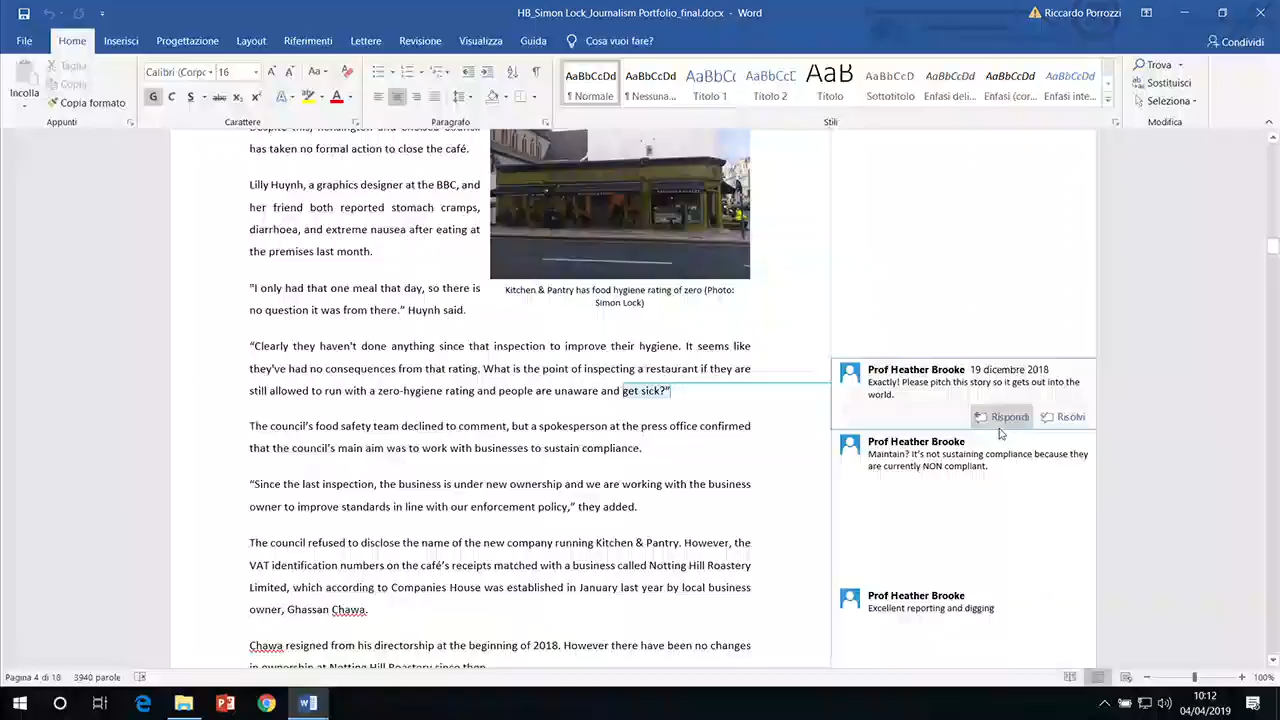 HB_Simon Lock_Journalism Portfolio_final.docx - Word
Riccardo Porrozzi
File Home Inserisci Progettazione Layout Riferimenti Lettere Revisione Visualizza Guida Cosa vuoi fare?
Condividi
Incolla
Taglia
Copia
Copia formato
Appunti
Calibri (Corpc 16
Carattere
Paragrafo
AaBbCcDd AaBbCcDd AaBbC( AaBbCcC AaB AaBbCcDd AaBbCcDd AaBbCcDd AaBbCcDd
¶ Normale ¶ Nessuna... Titolo 1 Titolo 2 Titolo Sottotitolo Enfasi deli... Enfasi (cor... Enfasi inte...
Stili
Trova
Sostituisci
Seleziona
Modifica
Despite this, Kensington and Chelsea Council
has taken no formal action to close the café.
Lilly Huynh, a graphics designer at the BBC, and
her friend both reported stomach cramps,
diarrhoea, and extreme nausea after eating at
the premises last month.
"I only had that one meal that day, so there is
no question it was from there.” Huynh said.
Kitchen & Pantry has food hygiene rating of zero (Photo:
Simon Lock)
“Clearly they haven't done anything since that inspection to improve their hygiene. It seems like
they've had no consequences from that rating. What is the point of inspecting a restaurant if they are
still allowed to run with a zero-hygiene rating and people are unaware and get sick?”
The council’s food safety team declined to comment, but a spokesperson at the press office confirmed
that the council's main aim was to work with businesses to sustain compliance.
“Since the last inspection, the business is under new ownership and we are working with the business
owner to improve standards in line with our enforcement policy,” they added.
The council refused to disclose the name of the new company running Kitchen & Pantry. However, the
VAT identification numbers on the café’s receipts matched with a business called Notting Hill Roastery
Limited, which according to Companies House was established in January last year by local business
owner, Ghassan Chawa.
Chawa resigned from his directorship at the beginning of 2018. However there have been no changes
in ownership at Notting Hill Roastery since then.
Prof Heather Brooke 19 dicembre 2018
Exactly! Please pitch this story so it gets out into the
world.
Rispondi Risolvi
Prof Heather Brooke
Maintain? It’s not sustaining compliance because they
are currently NON compliant.
Prof Heather Brooke
Excellent reporting and digging
Pagina 4 di 18 3940 parole
100%
10:12
04/04/2019